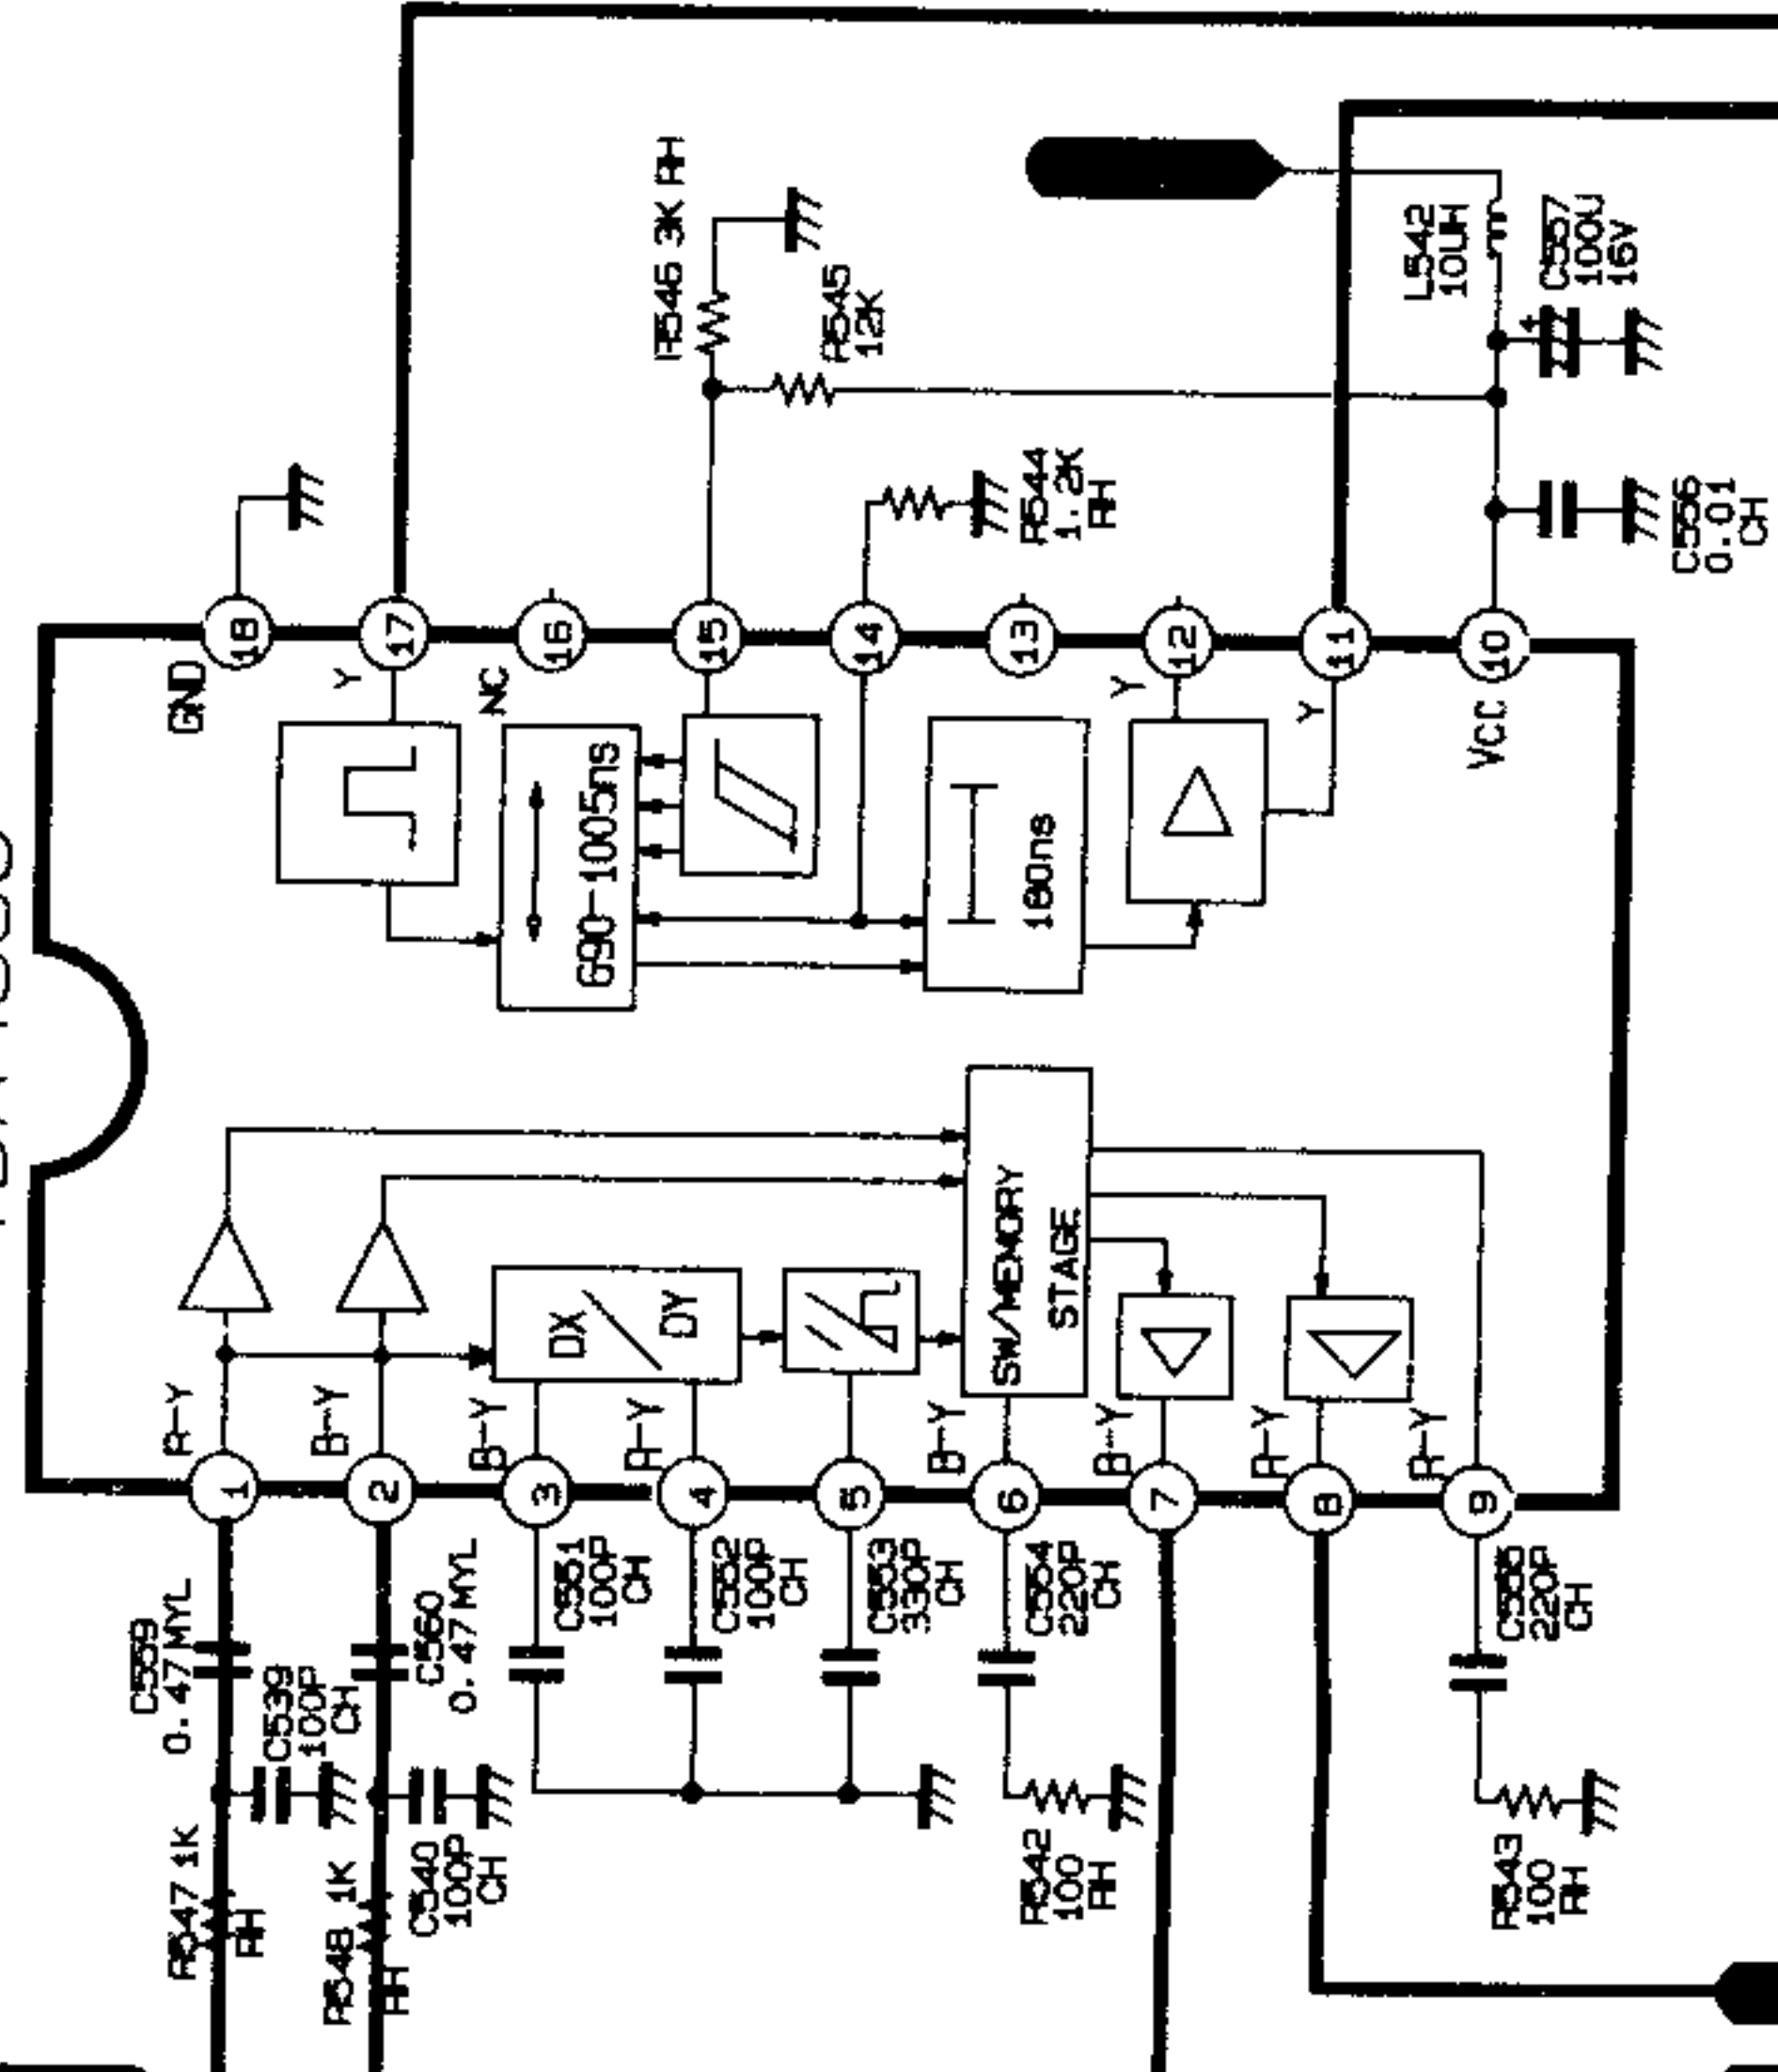 R546 3K RH
R545
12K
L542
10UH
C557
100U
16V
R544
1.2K
RH
C556
0.01
CH
18
17
16
15
14
13
12
11
10
GND
Y
NC
Y
Y
VCC
690-1005ns
180ns
SW/MEMORY
STAGE
DX
DY
R-Y
B-Y
B-Y
R-Y
B-Y
B-Y
R-Y
R-Y
1
2
3
4
5
6
7
8
9
C559
0.47MYL
C539
100P
CH
C560
0.47MYL
C551
100P
CH
C552
100P
CH
C553
330P
CH
C554
220P
CH
C555
220P
CH
R547 1K
RH
R548 1K
RH
C540
100P
CH
R542
100
RH
R543
100
RH